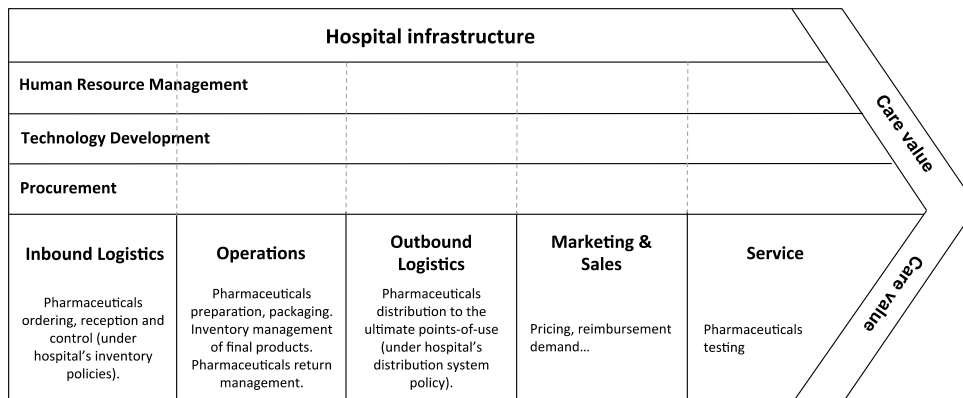 Hospital infrastructure
Human Resource Management
Technology Development
Procurement
Care value
Care value
Inbound Logistics
Pharmaceuticals
ordering, reception and
control (under
hospital's inventory
policies).
Operations
Pharmaceuticals
preparation, packaging.
Inventory management
of final products.
Pharmaceuticals return
management.
Outbound
Logistics
Pharmaceuticals
distribution to the
ultimate points-of-use
(under hospital's
distribution system
policy).
Marketing &
Sales
Pricing, reimbursement
demand...
Service
Pharmaceuticals
testing